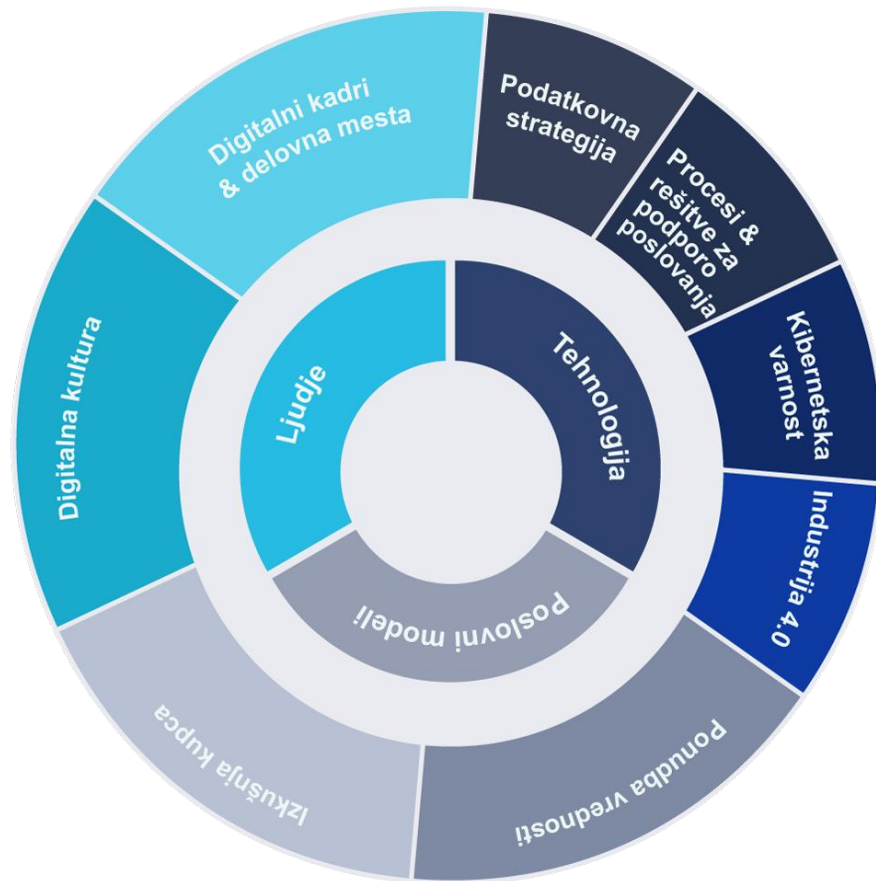 Digitalni kadri
& delovna mesta
Podatkovna
strategija
Procesi &
rešitve za
podporo
poslovanja
Kibernetska
varnost
Industrija 4.0
Ponudba vrednosti
Izkušnja kupca
Digitalna kultura
Ljudje
Tehnologija
Poslovni modeli